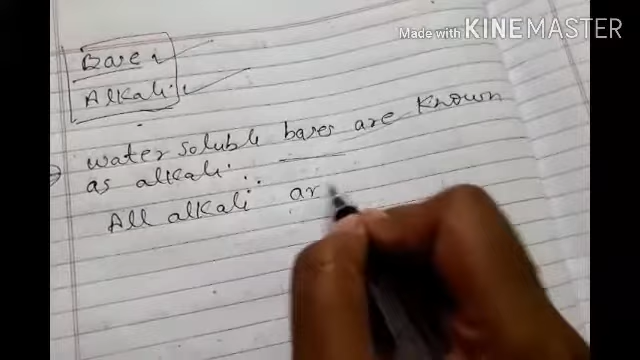 Made with KINEMASTER
Base
Alkali
water soluble bases are known
as alkali.
All alkali ar